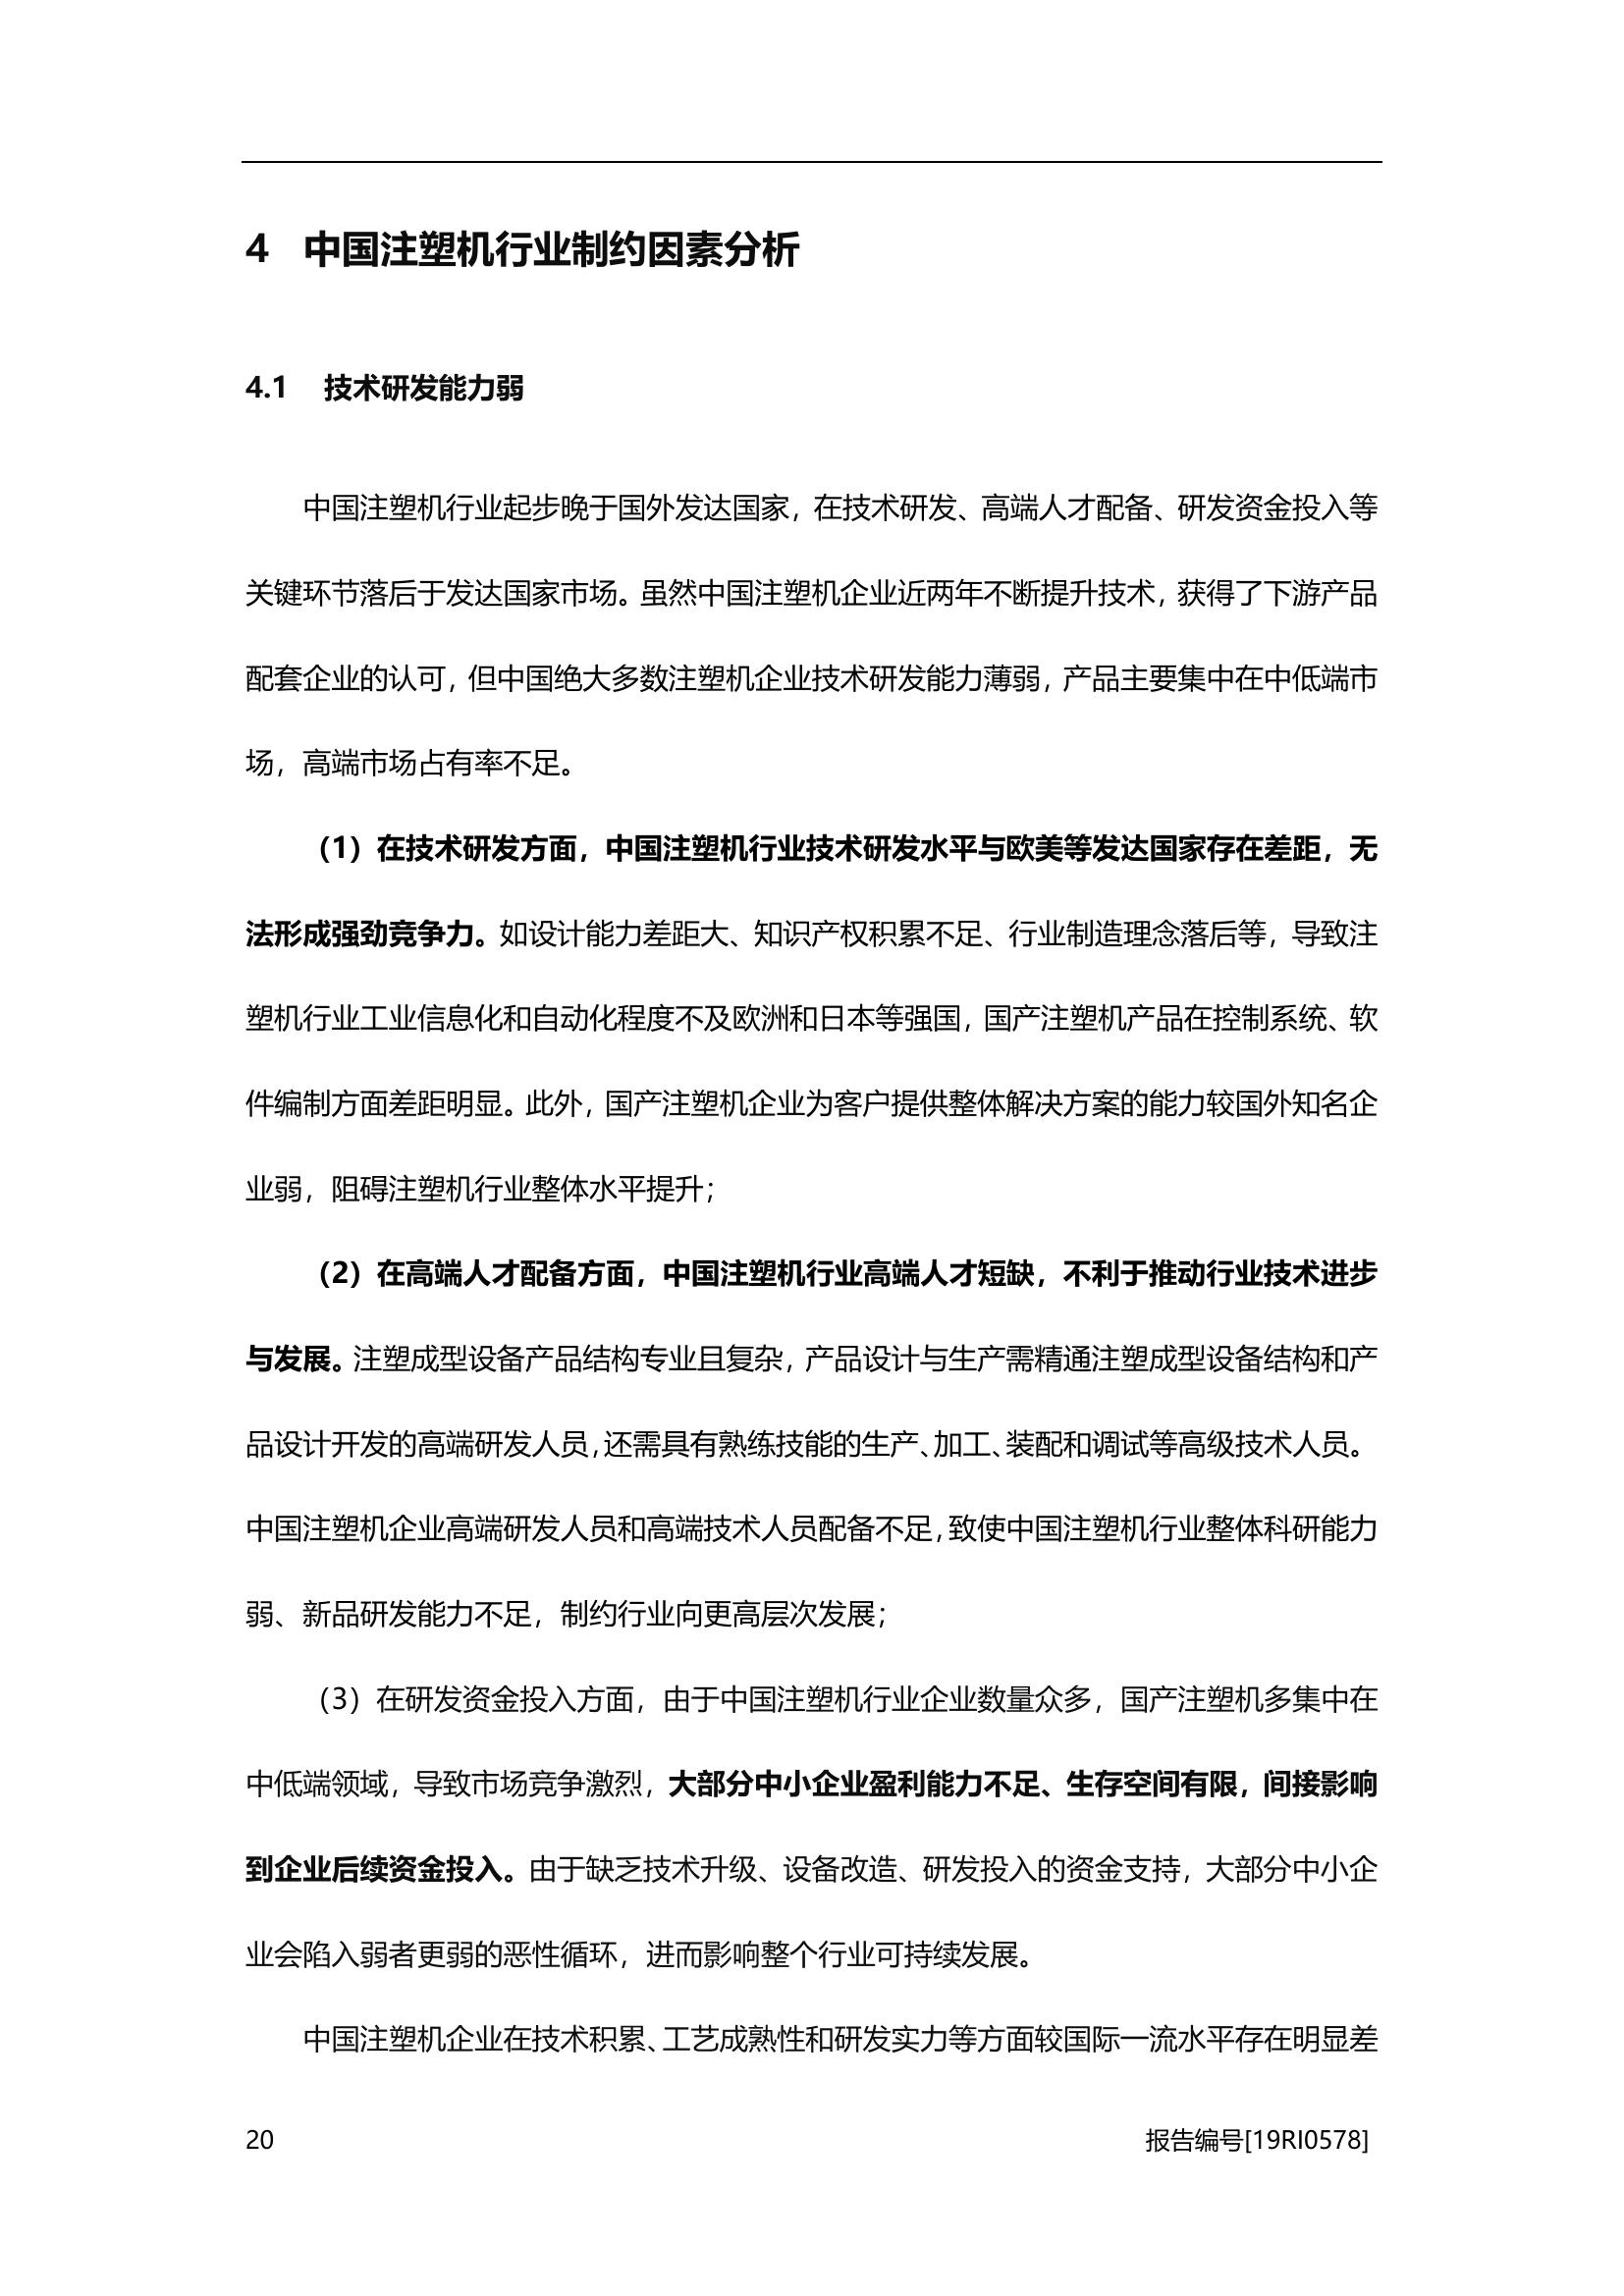 4 中国注塑机行业制约因素分析
4.1 技术研发能力弱
中国注塑机行业起步晚于国外发达国家，在技术研发、高端人才配备、研发资金投入等
关键环节落后于发达国家市场。虽然中国注塑机企业近两年不断提升技术，获得了下游产品
配套企业的认可，但中国绝大多数注塑机企业技术研发能力薄弱，产品主要集中在中低端市
场，高端市场占有率不足。
（1）在技术研发方面，中国注塑机行业技术研发水平与欧美等发达国家存在差距，无
法形成强劲竞争力。如设计能力差距大、知识产权积累不足、行业制造理念落后等，导致注
塑机行业工业信息化和自动化程度不及欧洲和日本等强国，国产注塑机产品在控制系统、软
件编制方面差距明显。此外，国产注塑机企业为客户提供整体解决方案的能力较国外知名企
业弱，阻碍注塑机行业整体水平提升；
（2）在高端人才配备方面，中国注塑机行业高端人才短缺，不利于推动行业技术进步
与发展。注塑成型设备产品结构专业且复杂，产品设计与生产需精通注塑成型设备结构和产
品设计开发的高端研发人员，还需具有熟练技能的生产、加工、装配和调试等高级技术人员。
中国注塑机企业高端研发人员和高端技术人员配备不足，致使中国注塑机行业整体科研能力
弱、新品研发能力不足，制约行业向更高层次发展；
（3）在研发资金投入方面，由于中国注塑机行业企业数量众多，国产注塑机多集中在
中低端领域，导致市场竞争激烈，大部分中小企业盈利能力不足、生存空间有限，间接影响
到企业后续资金投入。由于缺乏技术升级、设备改造、研发投入的资金支持，大部分中小企
业会陷入弱者更弱的恶性循环，进而影响整个行业可持续发展。
中国注塑机企业在技术积累、工艺成熟性和研发实力等方面较国际一流水平存在明显差
20 报告编号[19RI0578]